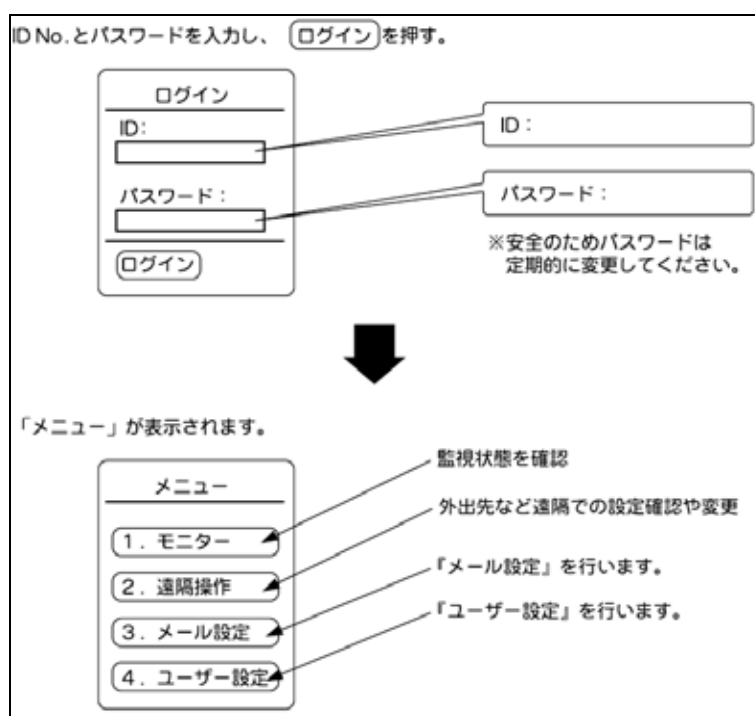 ID No.とパスワードを入力し、 ログイン を押す。
ログイン
ID:
パスワード:
ログイン
ID:
パスワード:
※安全のためパスワードは
定期的に変更してください。
「メニュー」が表示されます。
メニュー
1. モニター
2. 遠隔操作
3. メール設定
4. ユーザー設定
監視状態を確認
外出先など遠隔での設定確認や変更
『メール設定』を行います。
『ユーザー設定』を行います。